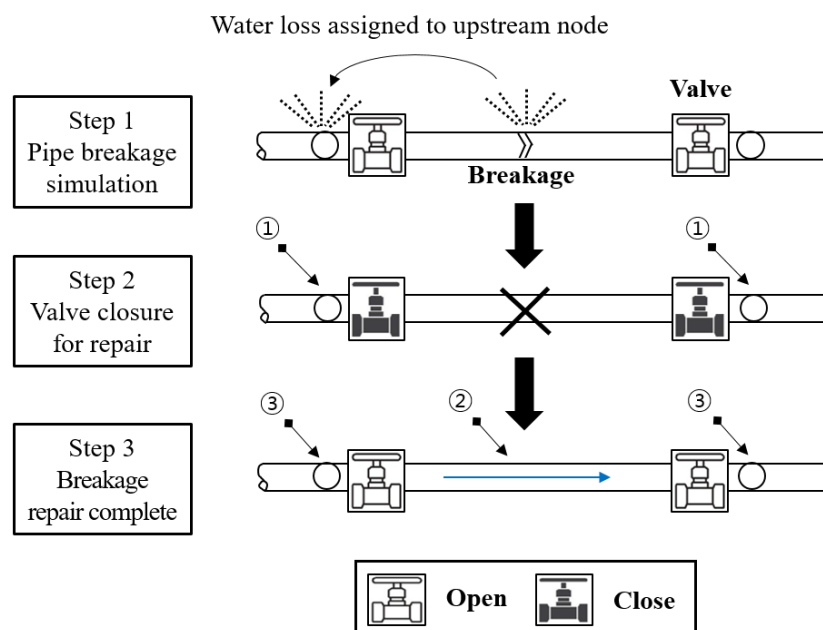 Water loss assigned to upstream node
Step 1
Pipe breakage
simulation
Valve
Breakage
Step 2
Valve closure
for repair
①
①
Step 3
Breakage
repair complete
③
②
③
Open
Close